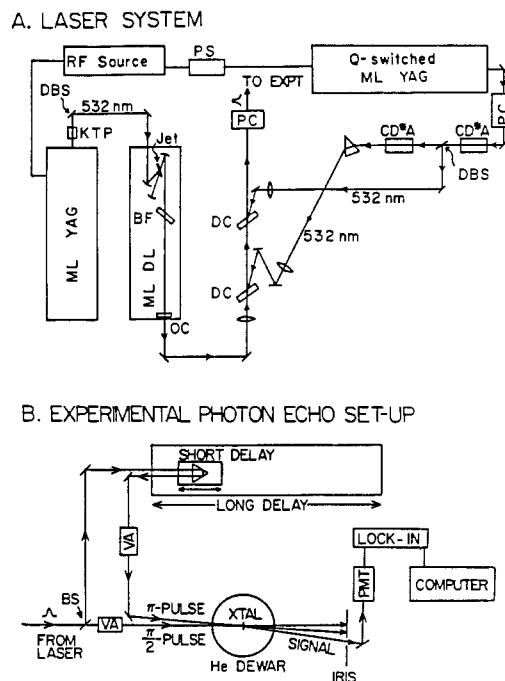 A. LASER SYSTEM
RF Source
PS
Q-switched
ML YAG
TO EXPT
DBS
532 nm
KTP
PC
PC
Jet
CD*A
CD*A
DBS
ML YAG
BF
ML DL
DC
532 nm
532 nm
DC
OC
B. EXPERIMENTAL PHOTON ECHO SET-UP
SHORT DELAY
LONG DELAY
VA
LOCK-IN
PMT
COMPUTER
BS
π-PULSE
XTAL
FROM
LASER
VA
π/2-PULSE
SIGNAL
He DEWAR
IRIS